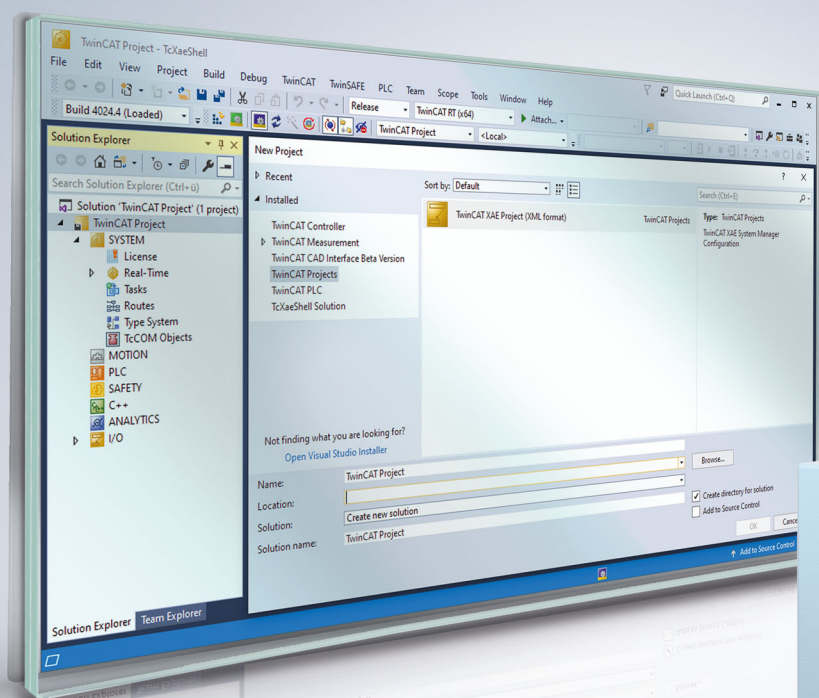 TwinCAT Project - TcXaeShell
File Edit View Project Build Debug TwinCAT TwinSAFE PLC Team Scope Tools Window Help
Quick Launch (Ctrl+Q)
Release TwinCAT RT (x64) Attach...
Build 4024.4 (Loaded) TwinCAT Project <Local>
Solution Explorer
Search Solution Explorer (Ctrl+ü)
Solution 'TwinCAT Project' (1 project)
TwinCAT Project
SYSTEM
License
Real-Time
Tasks
Routes
Type System
TcCOM Objects
MOTION
PLC
SAFETY
C++
ANALYTICS
I/O
Solution Explorer Team Explorer
New Project
? X
Recent
Installed
TwinCAT Controller
TwinCAT Measurement
TwinCAT CAD Interface Beta Version
TwinCAT Projects
TwinCAT PLC
TcXaeShell Solution
Not finding what you are looking for?
Open Visual Studio Installer
Sort by: Default
Search (Ctrl+E)
TwinCAT XAE Project (XML format) TwinCAT Projects
Type: TwinCAT Projects
TwinCAT XAE System Manager
Configuration
Name: TwinCAT Project
Location: Browse...
Solution: Create new solution
Solution name: TwinCAT Project
Create directory for solution
Add to Source Control
OK Cance
Add to Source Control